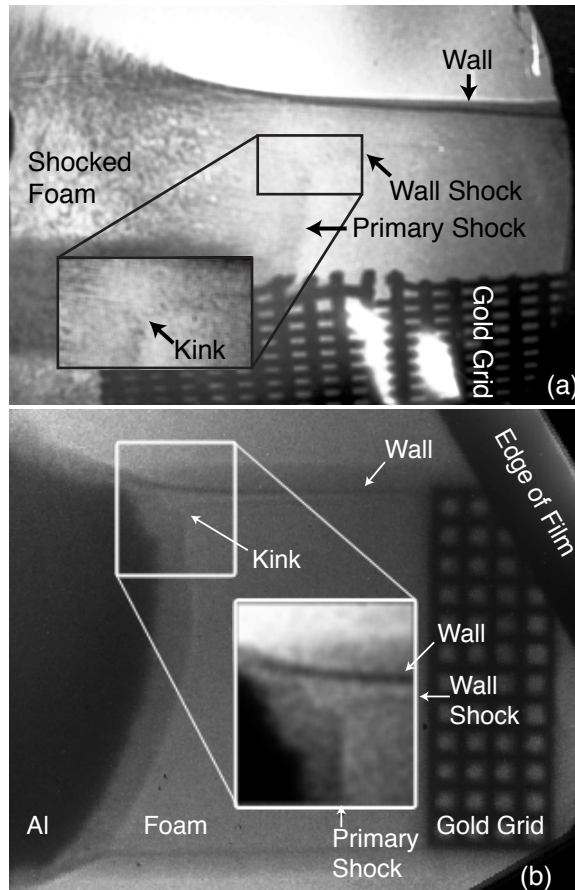 Wall
Shocked
Foam
Wall Shock
Primary Shock
Kink
Gold Grid
(a)
Wall
Edge of Film
Kink
Wall
Wall
Shock
Al
Foam
Primary
Shock
Gold Grid
(b)